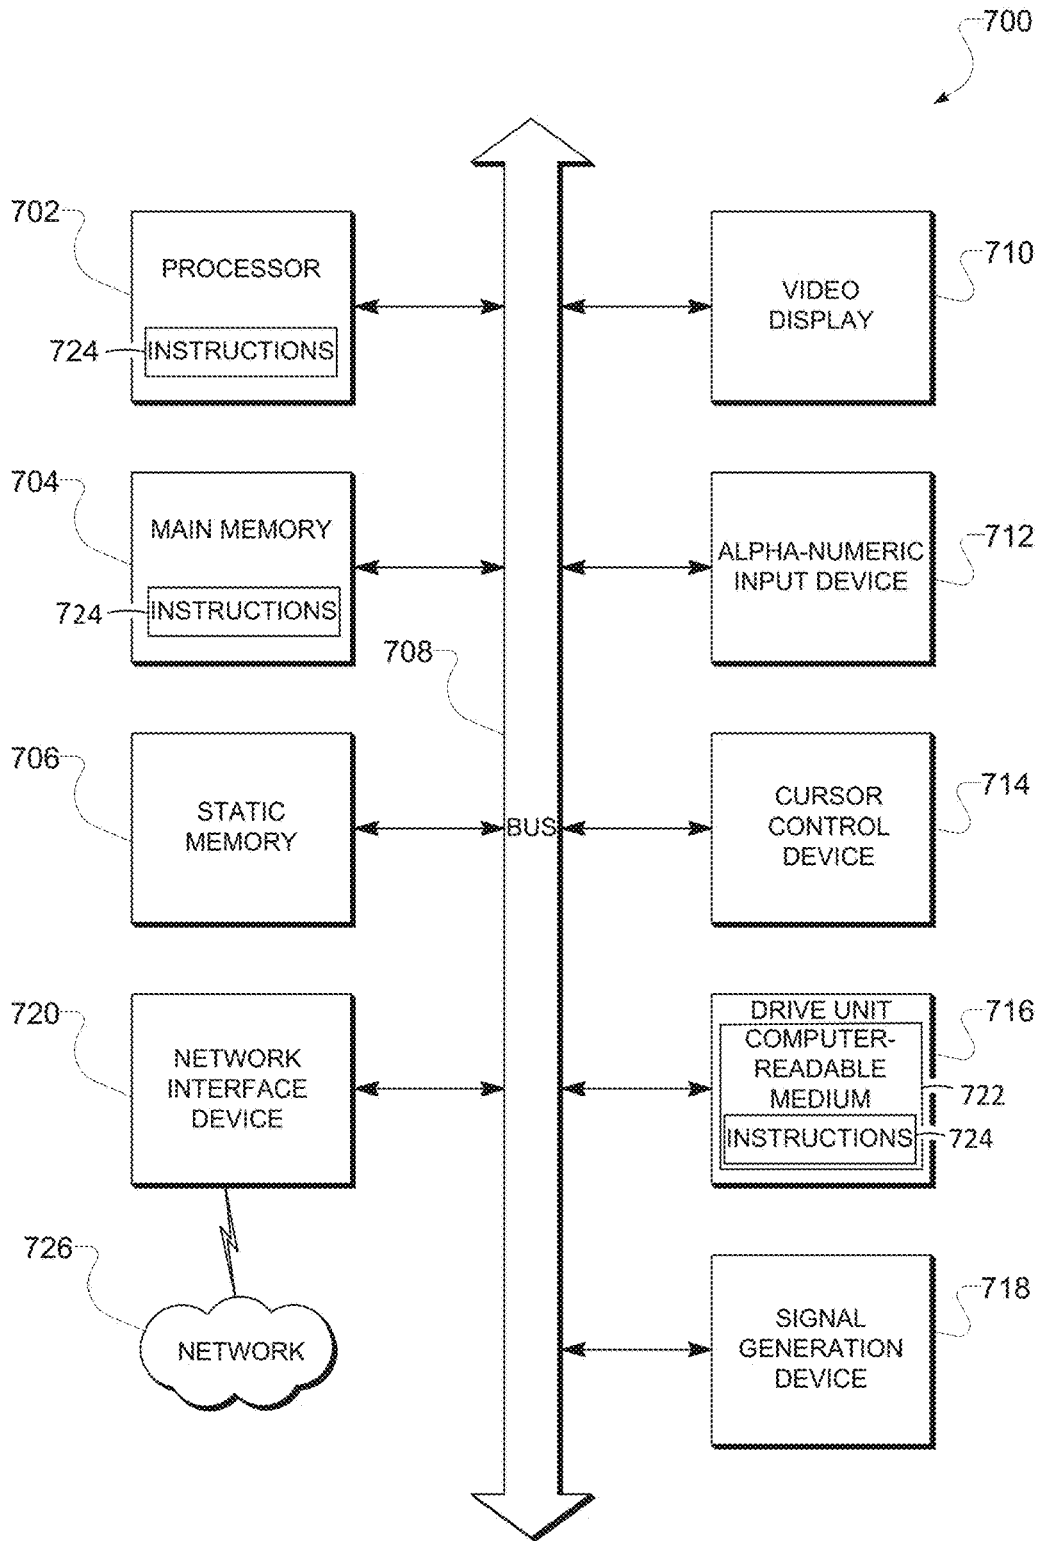 700
702
PROCESSOR
724
INSTRUCTIONS
710
VIDEO
DISPLAY
704
MAIN MEMORY
724
INSTRUCTIONS
712
ALPHA-NUMERIC
INPUT DEVICE
708
BUS
706
STATIC
MEMORY
714
CURSOR
CONTROL
DEVICE
720
NETWORK
INTERFACE
DEVICE
716
DRIVE UNIT
COMPUTER-
READABLE
MEDIUM
722
INSTRUCTIONS
724
726
NETWORK
718
SIGNAL
GENERATION
DEVICE